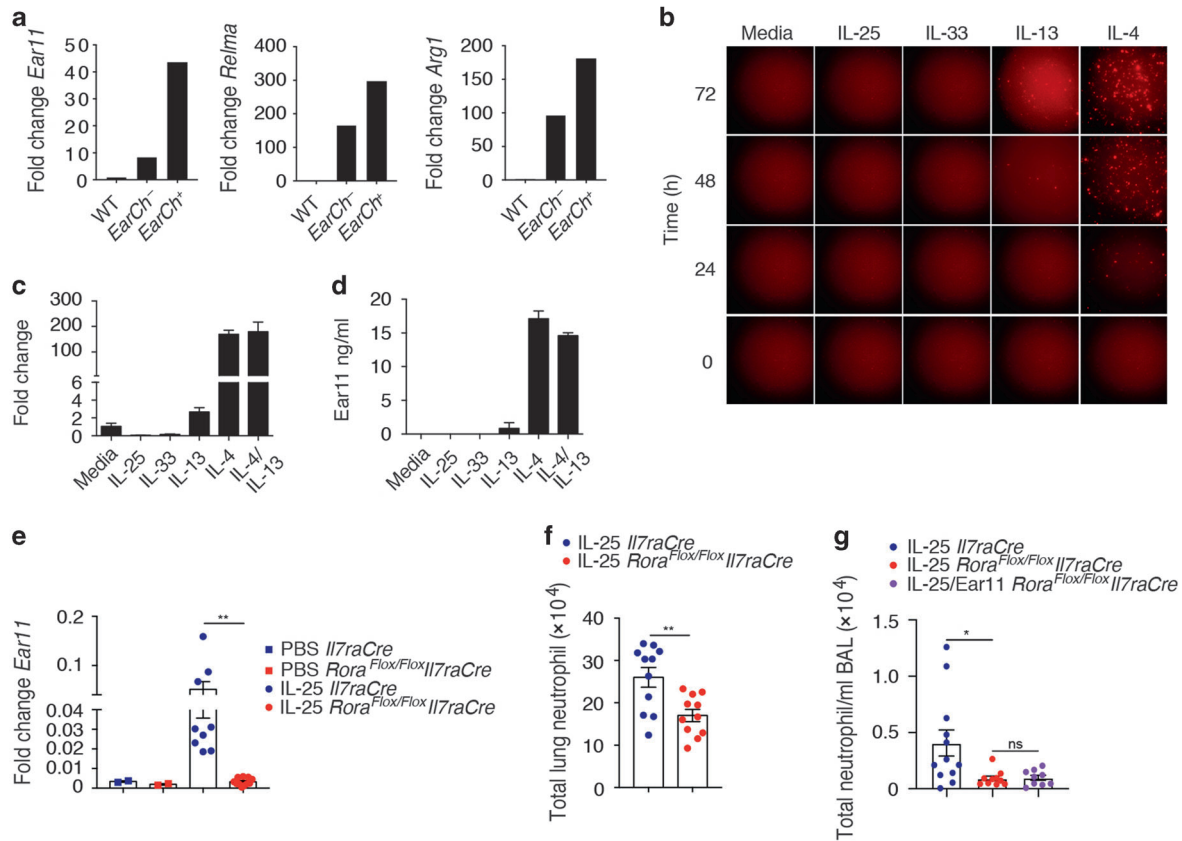 a
Fold change Ear11
50
40
30
20
10
0
WT
EarCh–
EarCh+
Fold change Relma
400
300
200
100
0
WT
EarCh–
EarCh+
Fold change Arg1
200
150
100
50
0
WT
EarCh–
EarCh+
b
Media IL-25 IL-33 IL-13 IL-4
Time (h)
72
48
24
0
c
Fold change
300
200
100
6
4
2
0
Media
IL-25
IL-33
IL-13
IL-4
IL-4/
IL-13
d
Ear11 ng/ml
20
15
10
5
0
Media
IL-25
IL-33
IL-13
IL-4
IL-4/
IL-13
e
Fold change Ear11
0.2
0.1
0.04
0.03
0.02
0.01
0
**
PBS Il7raCre
PBS Rora Flox/Flox Il7raCre
IL-25 Il7raCre
IL-25 Rora Flox/Flox Il7raCre
f
IL-25 Il7raCre
IL-25 Rora Flox/Flox Il7raCre
Total lung neutrophil (×10⁴)
40
30
20
10
0
**
g
IL-25 Il7raCre
IL-25 Rora Flox/Flox Il7raCre
IL-25/Ear11 Rora Flox/Flox Il7raCre
Total neutrophil/ml BAL (×10⁴)
1.5
1.0
0.5
0
*
ns